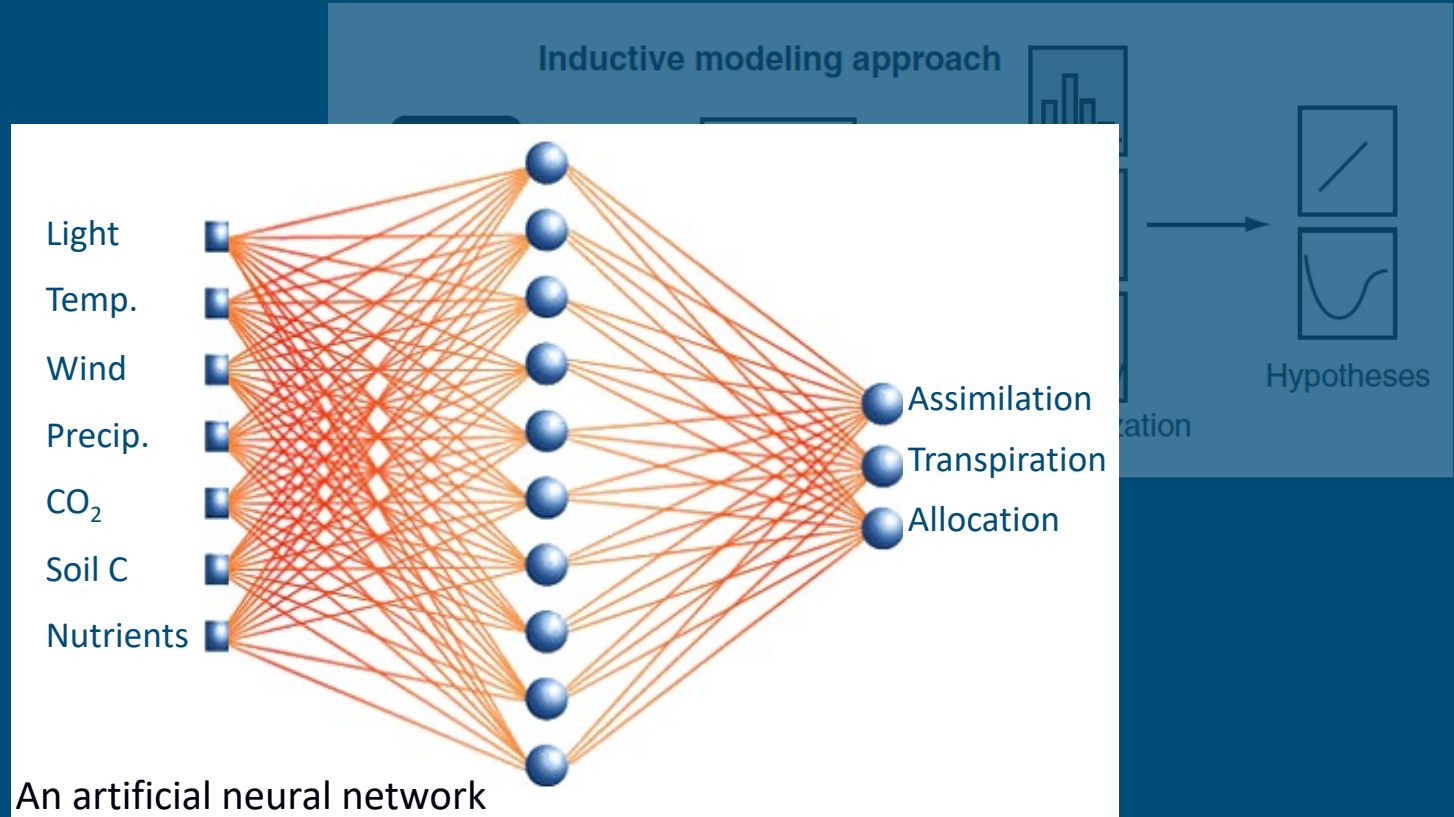 Inductive modeling approach
Light
Temp.
Wind
Precip.
CO₂
Soil C
Nutrients
Assimilation
Transpiration
Allocation
Hypotheses
An artificial neural network